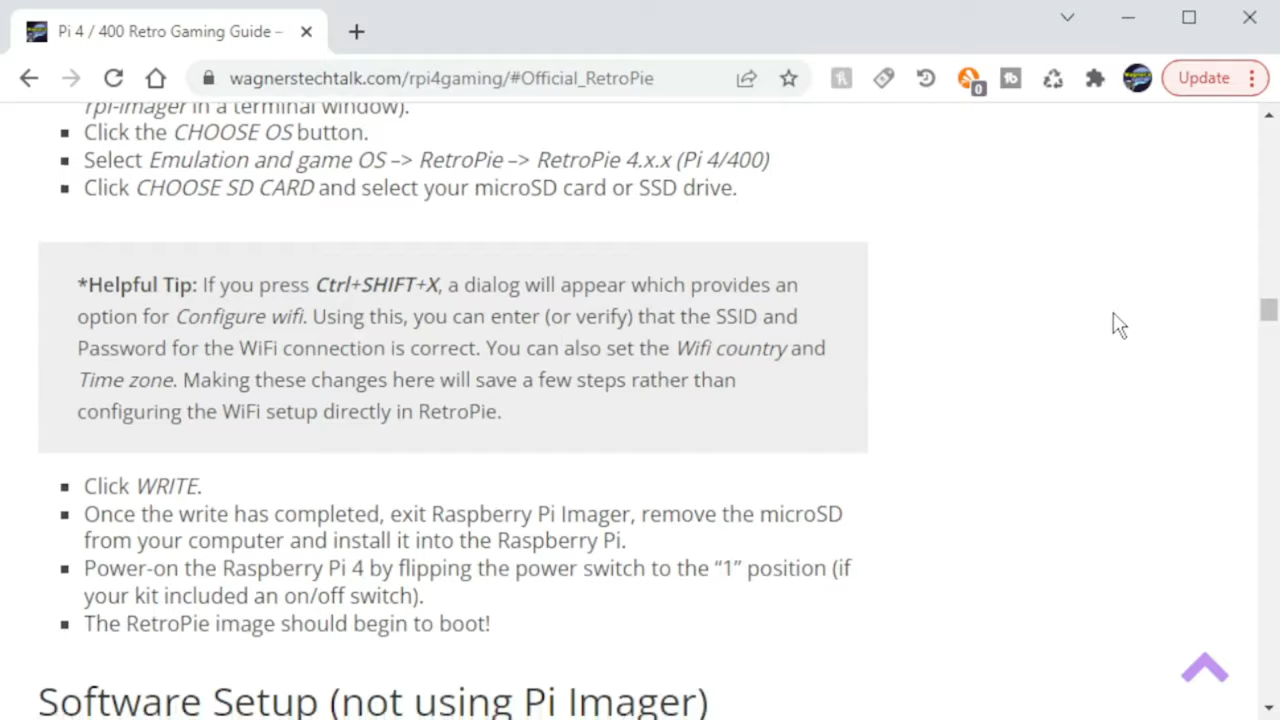 Pi 4 / 400 Retro Gaming Guide –
wagnerstechtalk.com/rpi4gaming/#Official_RetroPie
0
Update
rpi-imager in a terminal window).
Click the CHOOSE OS button.
Select Emulation and game OS –> RetroPie –> RetroPie 4.x.x (Pi 4/400)
Click CHOOSE SD CARD and select your microSD card or SSD drive.
*Helpful Tip: If you press Ctrl+SHIFT+X, a dialog will appear which provides an
option for Configure wifi. Using this, you can enter (or verify) that the SSID and
Password for the WiFi connection is correct. You can also set the Wifi country and
Time zone. Making these changes here will save a few steps rather than
configuring the WiFi setup directly in RetroPie.
Click WRITE.
Once the write has completed, exit Raspberry Pi Imager, remove the microSD
from your computer and install it into the Raspberry Pi.
Power-on the Raspberry Pi 4 by flipping the power switch to the “1” position (if
your kit included an on/off switch).
The RetroPie image should begin to boot!
Software Setup (not using Pi Imager)